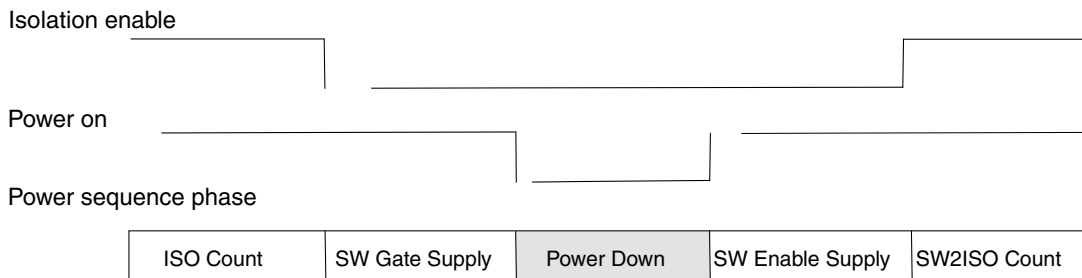 Isolation enable
Power on
Power sequence phase
ISO Count SW Gate Supply Power Down SW Enable Supply SW2ISO Count